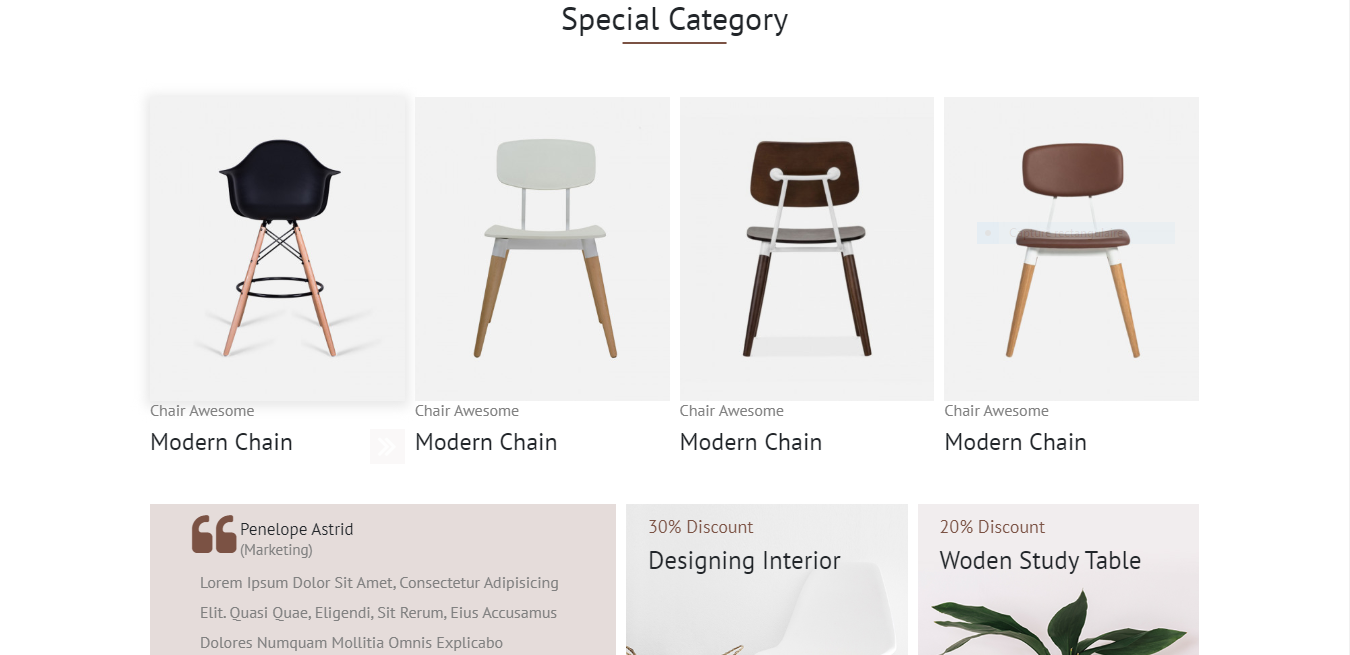 Special Category
Chair Awesome
Modern Chain
Chair Awesome
Modern Chain
Chair Awesome
Modern Chain
Chair Awesome
Modern Chain
Penelope Astrid
(Marketing)
Lorem Ipsum Dolor Sit Amet, Consectetur Adipisicing
Elit. Quasi Quae, Eligendi, Sit Rerum, Eius Accusamus
Dolores Numquam Mollitia Omnis Explicabo
30% Discount
Designing Interior
20% Discount
Woden Study Table